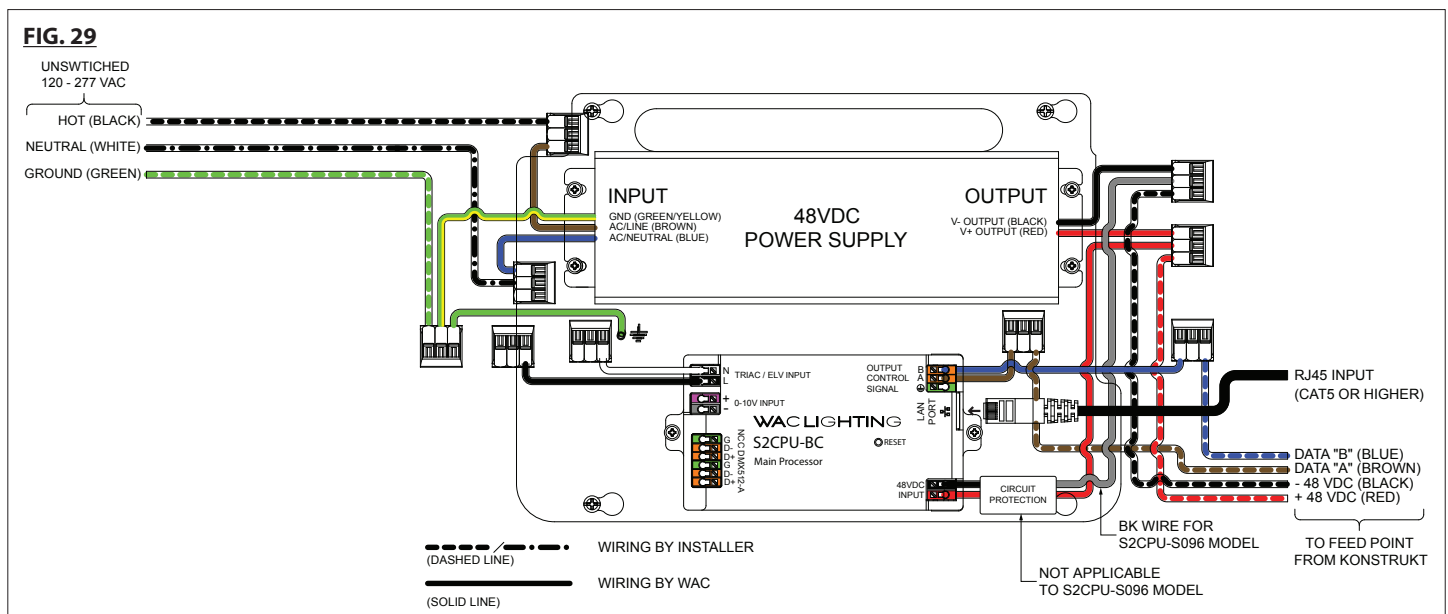 FIG. 29
UNSWTICHED
120 - 277 VAC
HOT (BLACK)
NEUTRAL (WHITE)
GROUND (GREEN)
INPUT
GND (GREEN/YELLOW)
AC/LINE (BROWN)
AC/NEUTRAL (BLUE)
48VDC
POWER SUPPLY
OUTPUT
V- OUTPUT (BLACK)
V+ OUTPUT (RED)
N
L
TRIAC / ELV INPUT
+
-
0-10V INPUT
WAC LIGHTING
S2CPU-BC
Main Processor
RESET
NCC DMX512-A
G
D-
D+
G
D-
D+
OUTPUT
CONTROL
SIGNAL
B
A
LAN
PORT
48VDC
INPUT
CIRCUIT
PROTECTION
RJ45 INPUT
(CAT5 OR HIGHER)
DATA "B" (BLUE)
DATA "A" (BROWN)
- 48 VDC (BLACK)
+ 48 VDC (RED)
TO FEED POINT
FROM KONSTRUKT
BK WIRE FOR
S2CPU-S096 MODEL
NOT APPLICABLE
TO S2CPU-S096 MODEL
WIRING BY INSTALLER
(DASHED LINE)
WIRING BY WAC
(SOLID LINE)